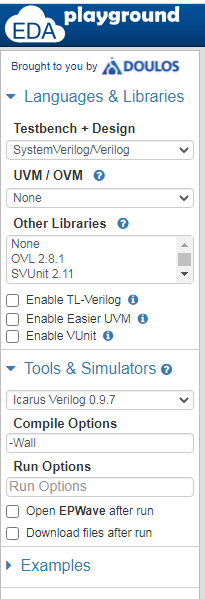 EDA playground
Brought to you by DOULOS
Languages & Libraries
Testbench + Design
SystemVerilog/Verilog
UVM / OVM ?
None
Other Libraries ?
None
OVL 2.8.1
SVUnit 2.11
Enable TL-Verilog i
Enable Easier UVM i
Enable VUnit i
Tools & Simulators ?
Icarus Verilog 0.9.7
Compile Options
-Wall
Run Options
Run Options
Open EPWave after run
Download files after run
Examples